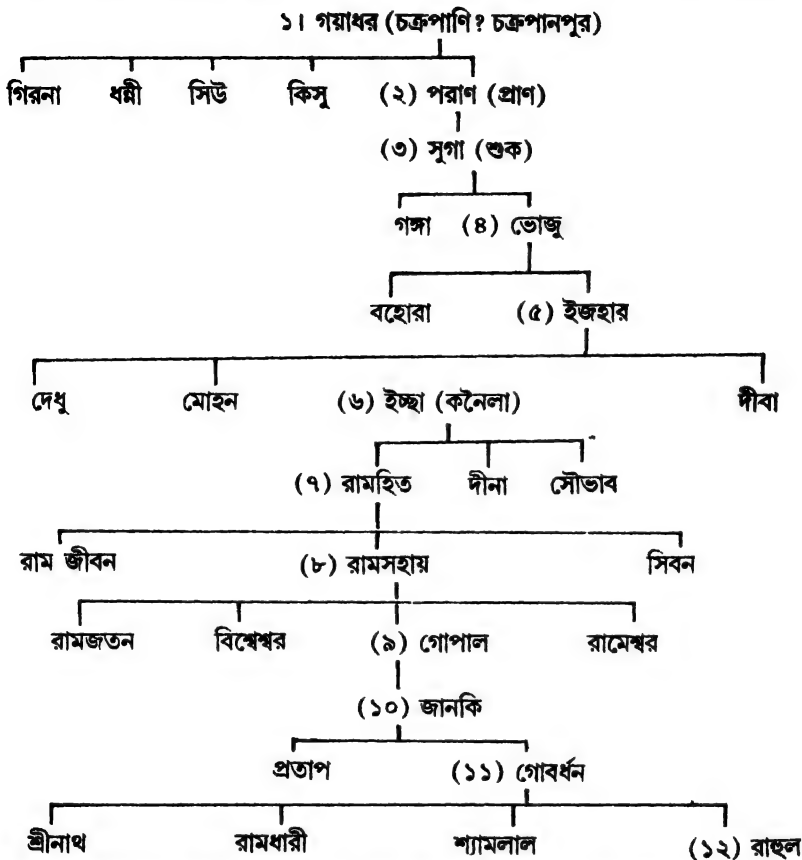 ১। গয়াধর (চক্রপাণি? চক্রপানপুর)
গিরনা ধন্নী সিউ কিসু (২) পরাণ (প্রাণ)
(৩) সুগা (শুক)
গঙ্গা (৪) ভোজু
বহোরা (৫) ইজহার
দেধু মোহন (৬) ইচ্ছা (কনৈলা) দীবা
(৭) রামহিত দীনা সৌভাব
রাম জীবন (৮) রামসহায় সিবন
রামজতন বিশ্বেশ্বর (৯) গোপাল রামেশ্বর
(১০) জানকি
প্রতাপ (১১) গোবর্ধন
শ্রীনাথ রামধারী শ্যামলাল (১২) রাহুল